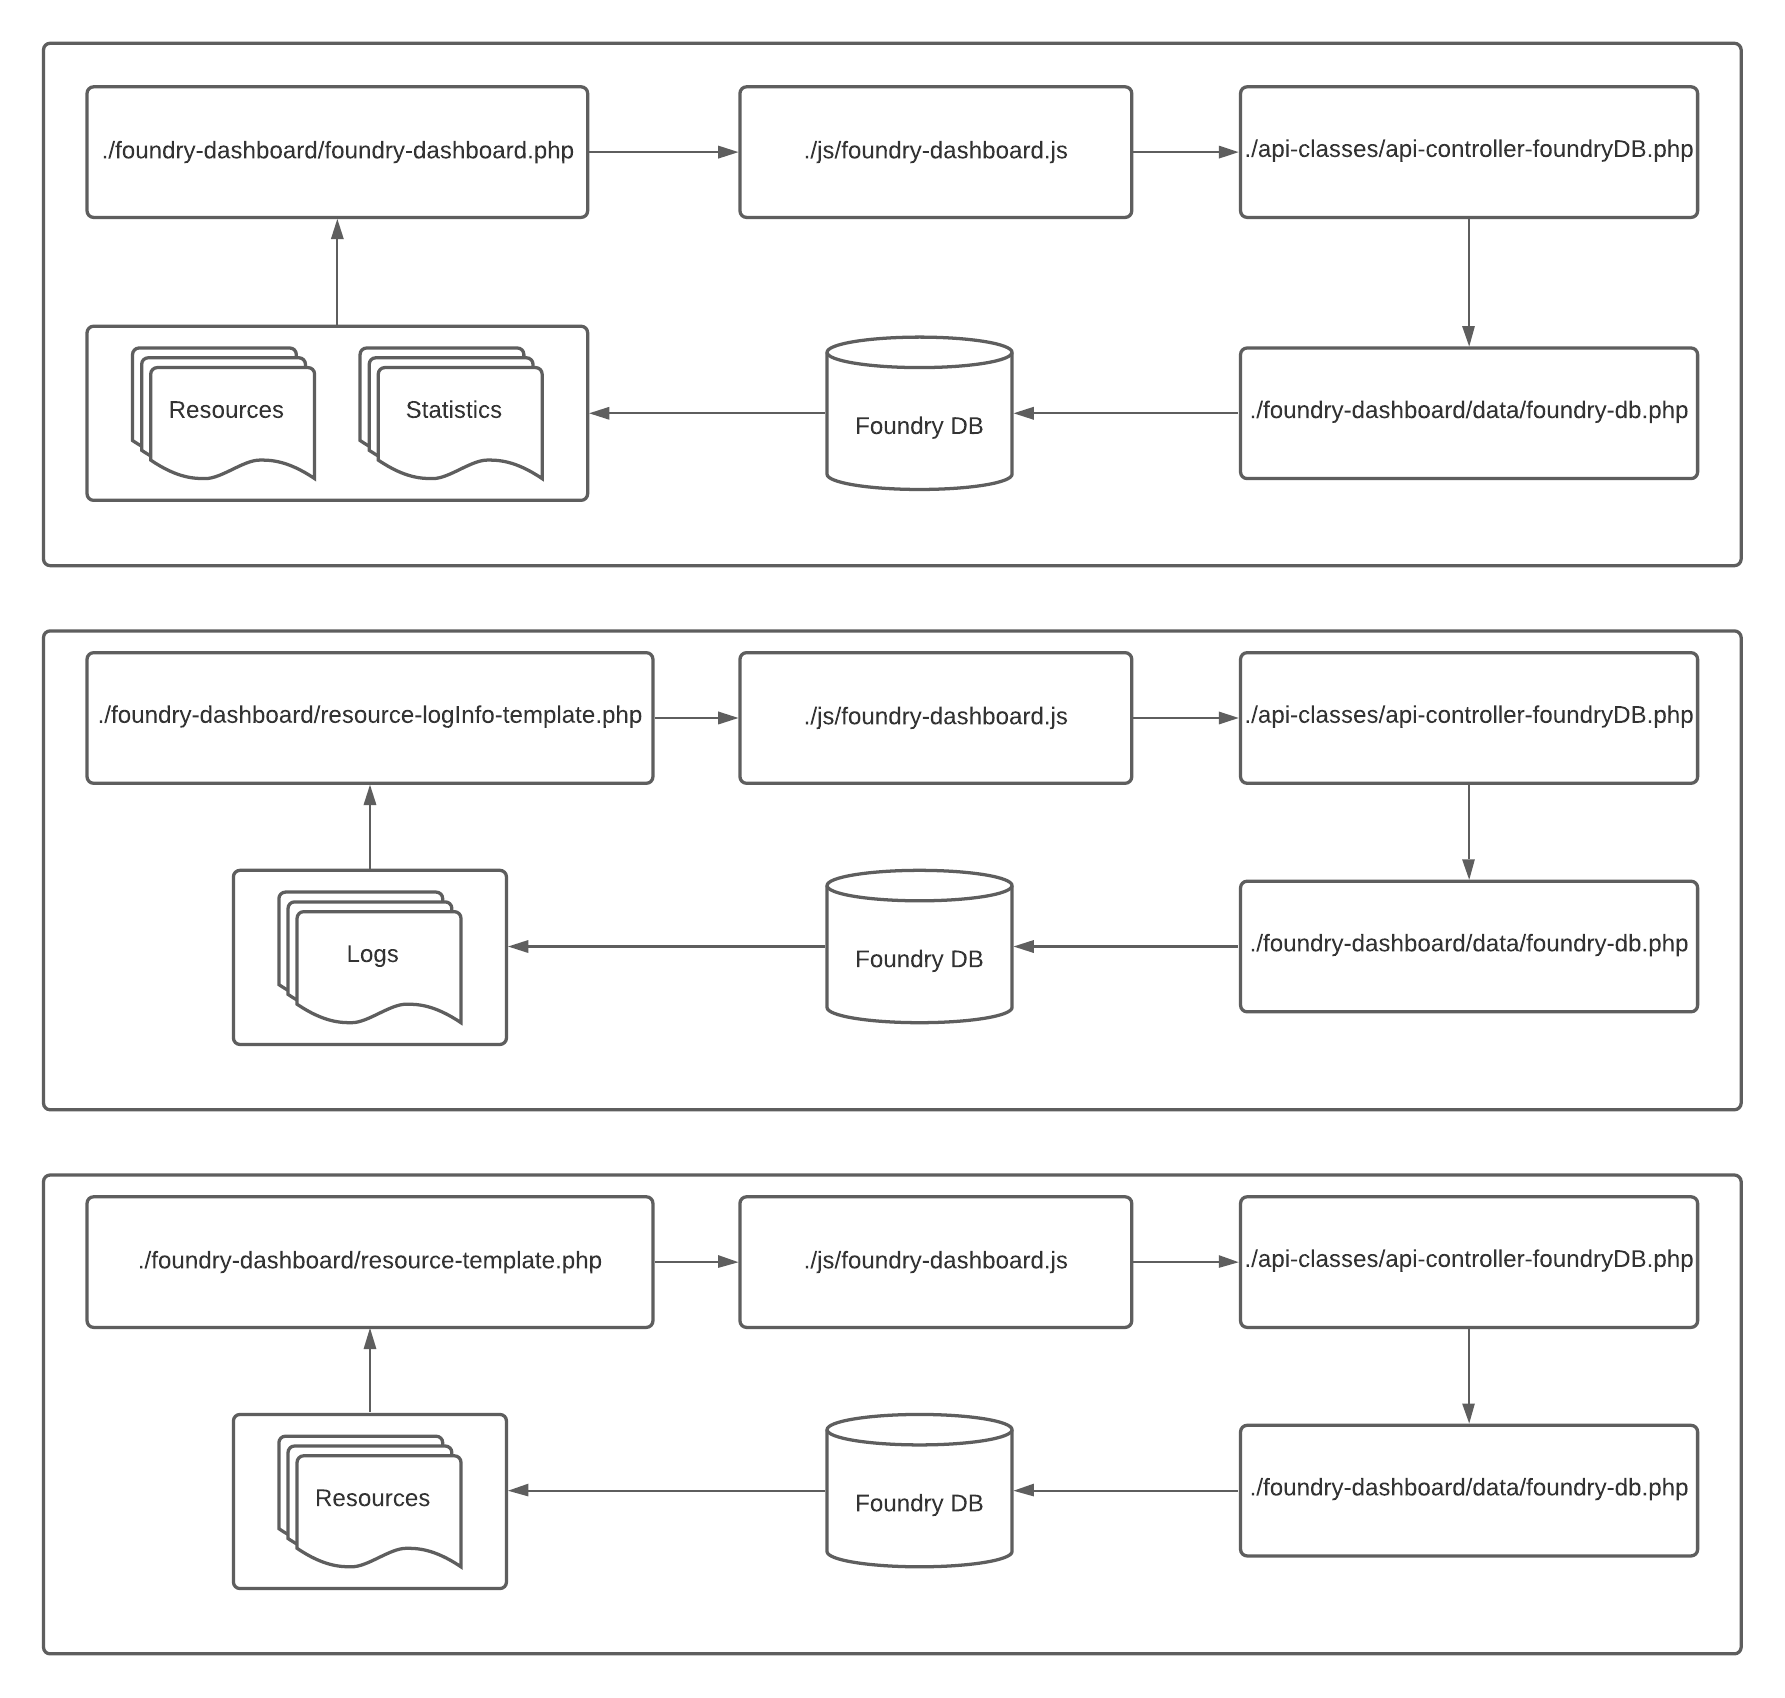 ./foundry-dashboard/foundry-dashboard.php
./js/foundry-dashboard.js
./api-classes/api-controller-foundryDB.php
Resources
Statistics
Foundry DB
./foundry-dashboard/data/foundry-db.php
./foundry-dashboard/resource-logInfo-template.php
./js/foundry-dashboard.js
./api-classes/api-controller-foundryDB.php
Logs
Foundry DB
./foundry-dashboard/data/foundry-db.php
./foundry-dashboard/resource-template.php
./js/foundry-dashboard.js
./api-classes/api-controller-foundryDB.php
Resources
Foundry DB
./foundry-dashboard/data/foundry-db.php